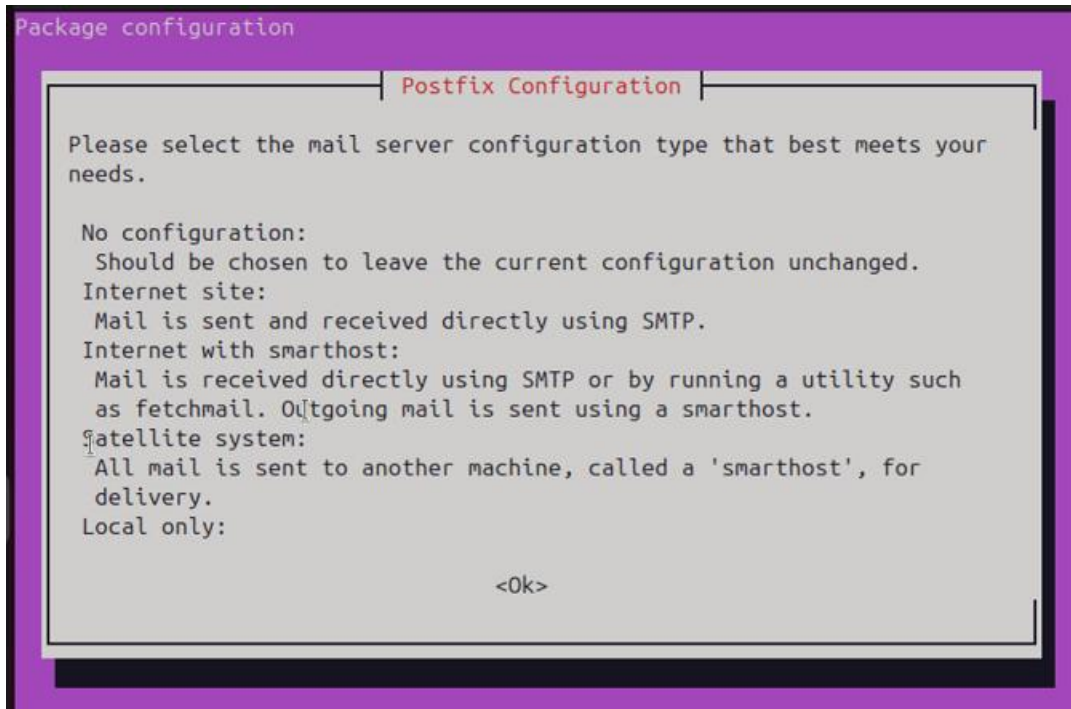 Package configuration
Postfix Configuration
Please select the mail server configuration type that best meets your
needs.
No configuration:
Should be chosen to leave the current configuration unchanged.
Internet site:
Mail is sent and received directly using SMTP.
Internet with smarthost:
Mail is received directly using SMTP or by running a utility such
as fetchmail. Outgoing mail is sent using a smarthost.
Satellite system:
All mail is sent to another machine, called a 'smarthost', for
delivery.
Local only:
<Ok>